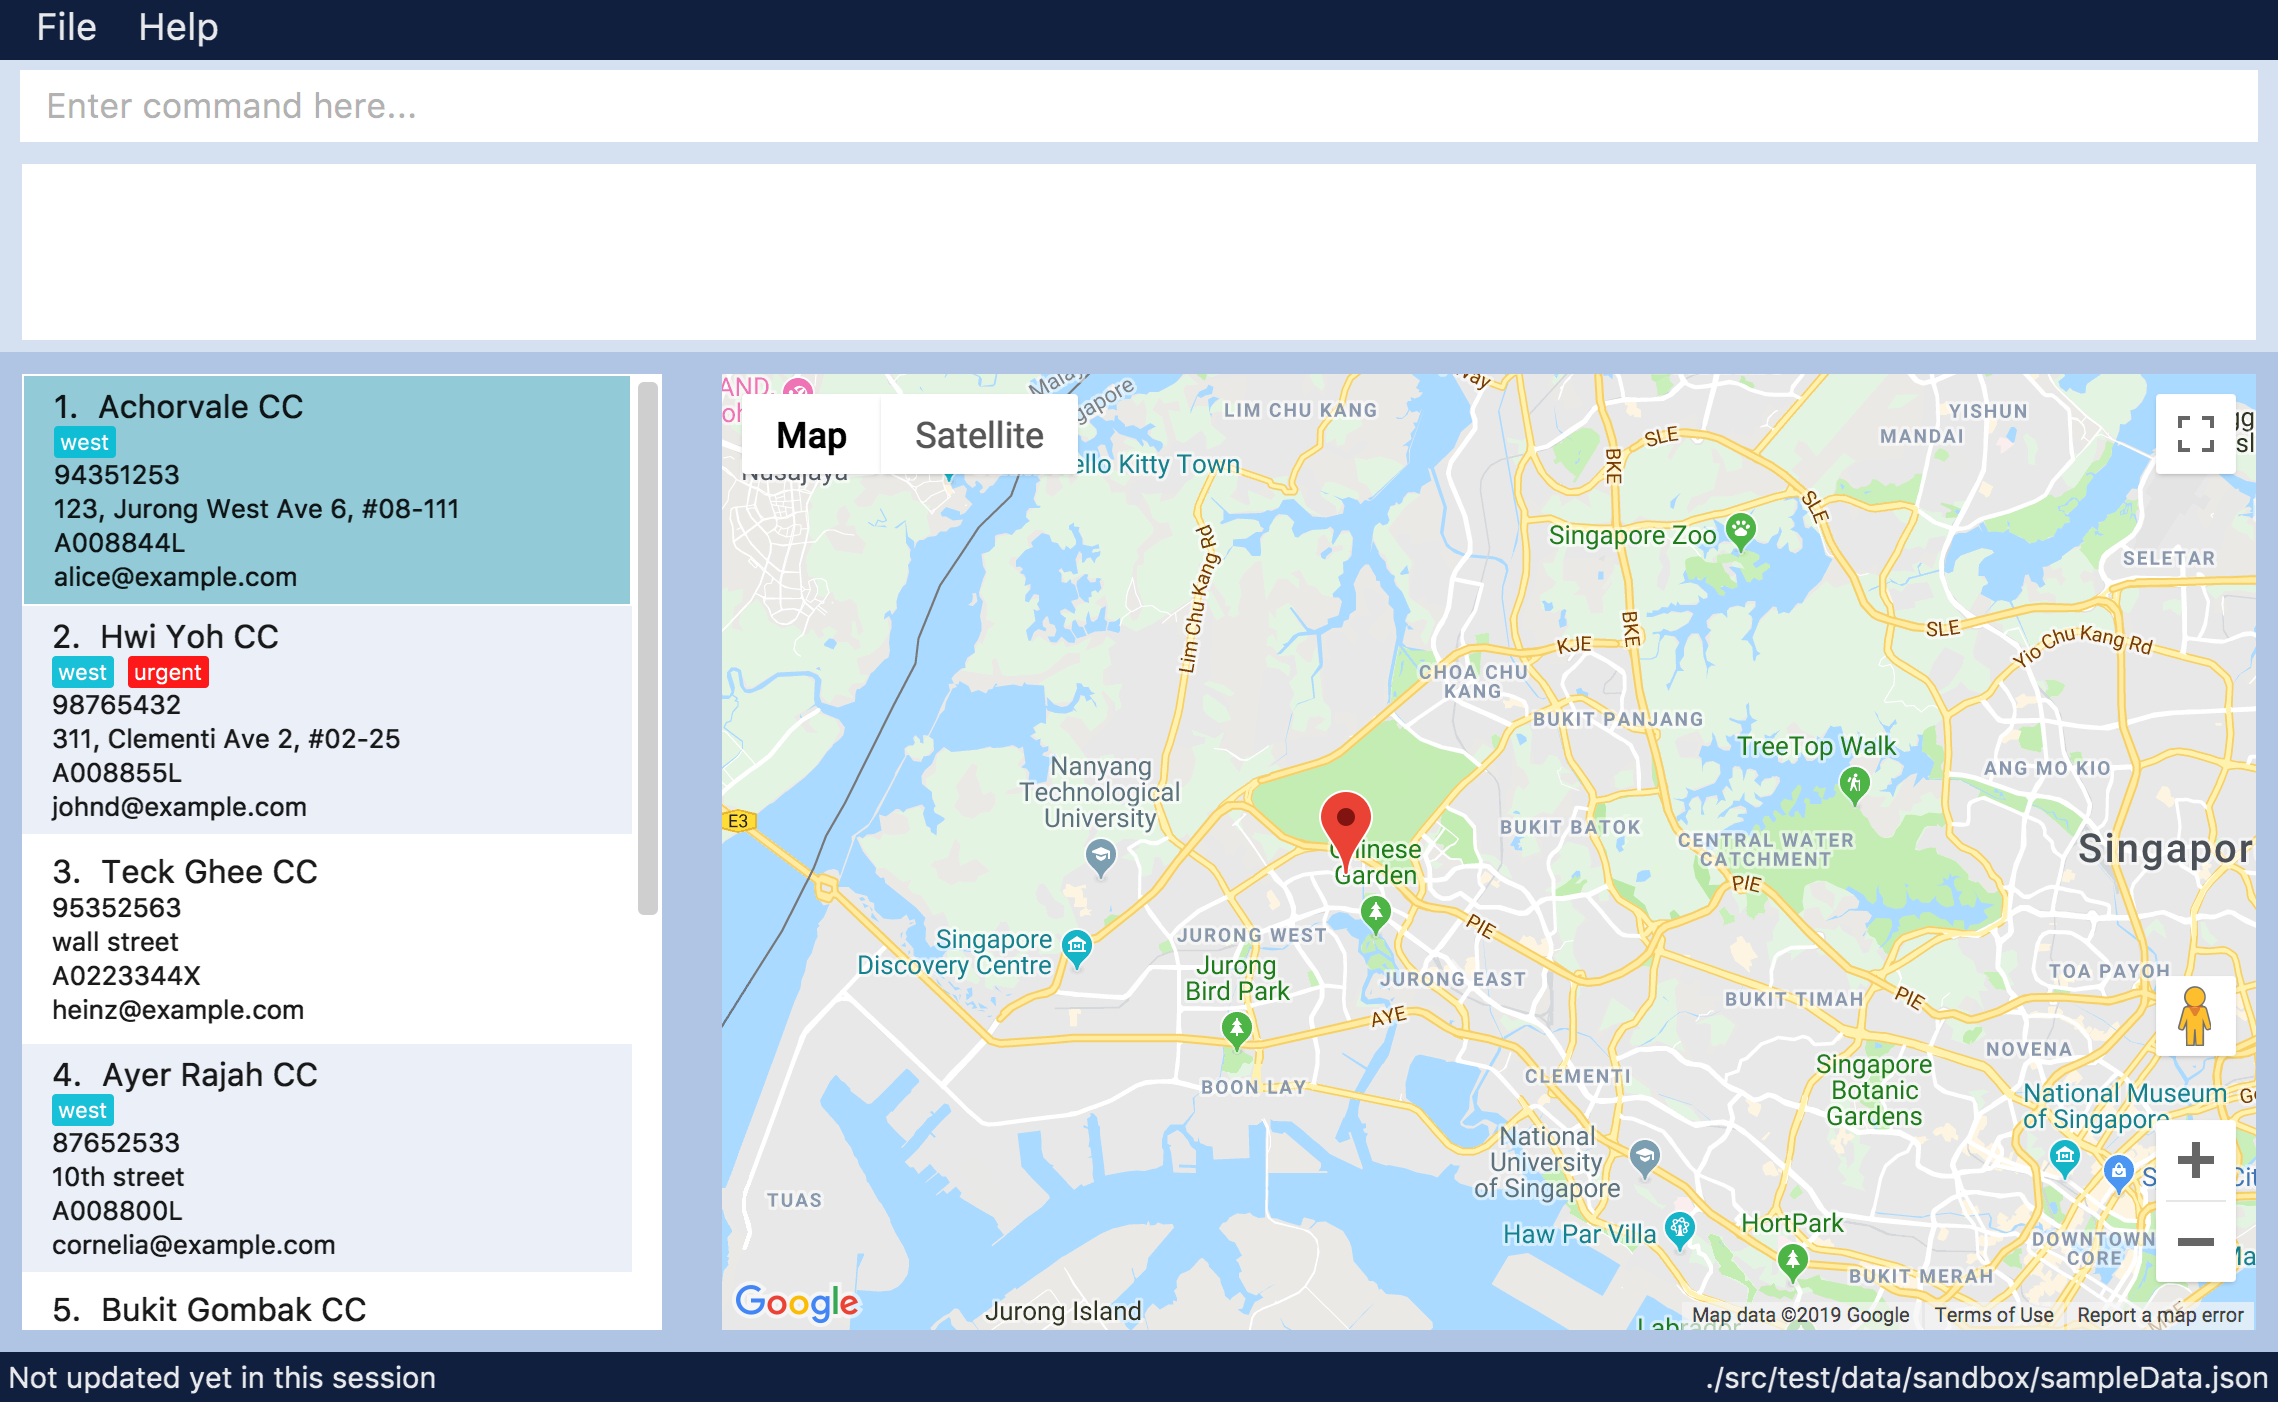 File Help
Enter command here...
1. Achorvale CC
west
94351253
123, Jurong West Ave 6, #08-111
A008844L
alice@example.com
2. Hwi Yoh CC
west urgent
98765432
311, Clementi Ave 2, #02-25
A008855L
johnd@example.com
3. Teck Ghee CC
95352563
wall street
A0223344X
heinz@example.com
4. Ayer Rajah CC
west
87652533
10th street
A008800L
cornelia@example.com
5. Bukit Gombak CC
Map Satellite
LIM CHU KANG
YISHUN
MANDAI
SLE
BKE
ello Kitty Town
SLE
Singapore Zoo
Lim Chu Kang Rd
SELETAR
BKE
SLE
KJE
Yio Chu Kang Rd
CHOA CHU
KANG
BUKIT PANJANG
TreeTop Walk
Nanyang
Technological
University
ANG MO KIO
E3
BUKIT BATOK
CENTRAL WATER
CATCHMENT
Singapor
Chinese
Garden
PIE
PIE
JURONG WEST
Singapore
Discovery Centre
Jurong
Bird Park
JURONG EAST
TOA PAYOH
BUKIT TIMAH
PIE
AYE
NOVENA
Singapore
Botanic
Gardens
CLEMENTI
BOON LAY
National Museum
of Singapore
National
University
of Singapore
TUAS
Haw Par Villa
HortPark
DOWNTOWN
CORE
BUKIT MERAH
Google
Jurong Island
Map data ©2019 Google Terms of Use Report a map error
Not updated yet in this session ./src/test/data/sandbox/sampleData.json